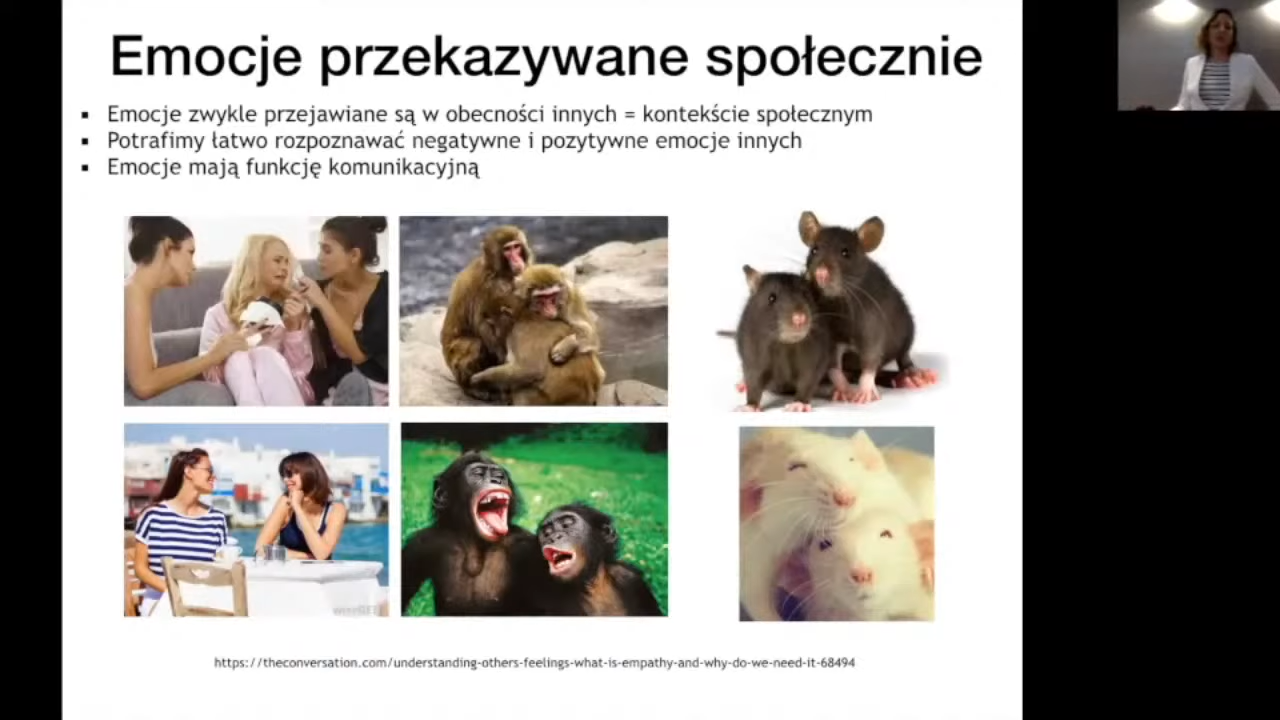 Emocje przekazywane społecznie
▪ Emocje zwykle przejawiane są w obecności innych = kontekście społecznym
▪ Potrafimy łatwo rozpoznawać negatywne i pozytywne emocje innych
▪ Emocje mają funkcję komunikacyjną
https://theconversation.com/understanding-others-feelings-what-is-empathy-and-why-do-we-need-it-68494